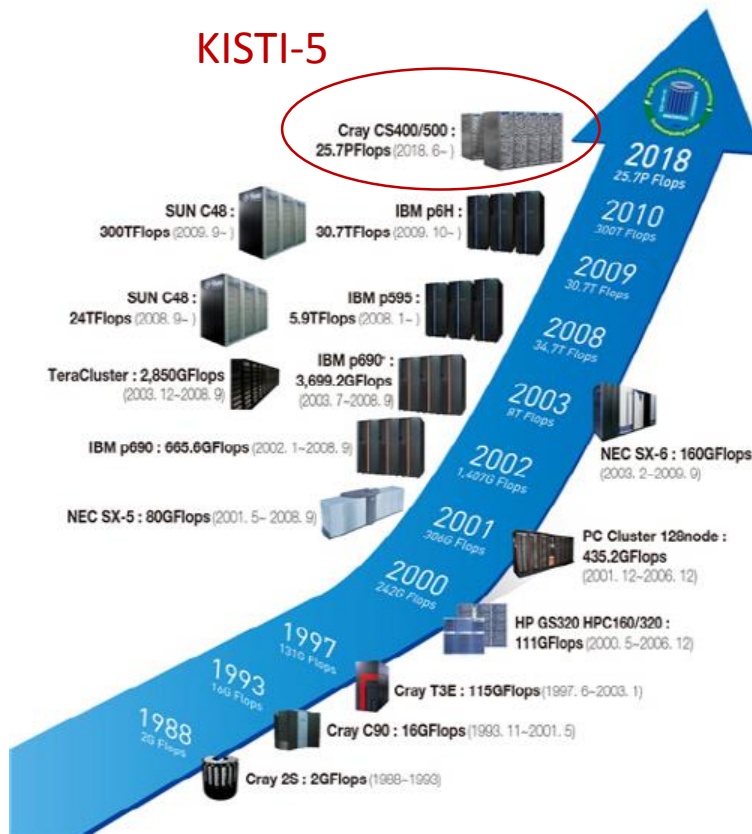 KISTI-5
Cray CS400/500 :
25.7PFlops (2018. 6~ )
2018
25.7P Flops
SUN C48 :
300TFlops (2009. 9~ )
IBM p6H :
30.7TFlops (2009. 10~ )
2010
300T Flops
2009
30.7T Flops
SUN C48 :
24TFlops (2008. 9~ )
IBM p595 :
5.9TFlops (2008. 1~ )
2008
34.7T Flops
TeraCluster : 2,850GFlops
(2003. 12~2008. 9)
IBM p690+ :
3,699.2GFlops
(2003. 7~2008. 9)
2003
8T Flops
NEC SX-6 : 160GFlops
(2003. 2~2009. 9)
IBM p690 : 665.6GFlops (2002. 1~2008. 9)
2002
1,407G Flops
NEC SX-5 : 80GFlops (2001. 5~ 2008. 9)
2001
306G Flops
PC Cluster 128node :
435.2GFlops
(2001. 12~2006. 12)
2000
242G Flops
HP GS320 HPC160/320 :
111GFlops (2000. 5~2006. 12)
1997
131G Flops
Cray T3E : 115GFlops (1997. 6~2003. 1)
1993
16G Flops
Cray C90 : 16GFlops (1993. 11~2001. 5)
1988
2G Flops
Cray 2S : 2GFlops (1988~1993)